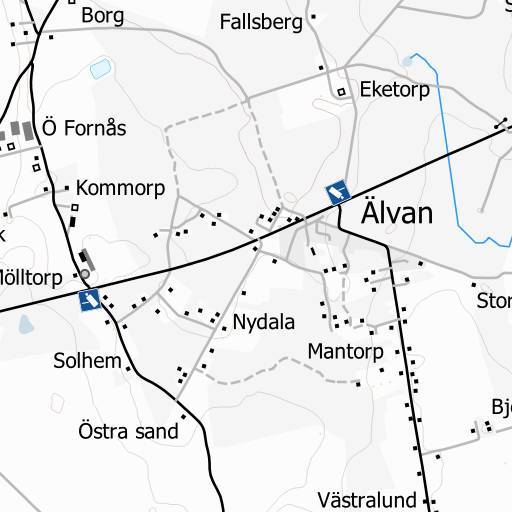 Borg
Fallsberg
Eketorp
Ö Fornås
Kommorp
Älvan
Mölltorp
Nydala
Solhem
Mantorp
Östra sand
Västralund